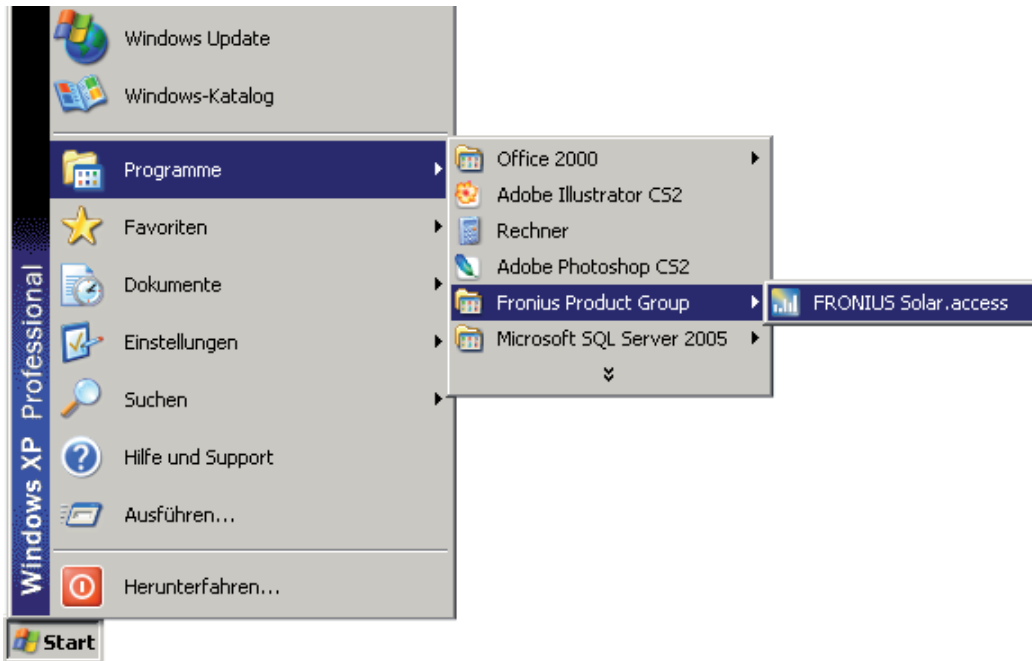 Windows Update
Windows-Katalog
Programme
Favoriten
Dokumente
Einstellungen
Suchen
Hilfe und Support
Ausführen...
Herunterfahren...
Windows XP Professional
Start
Office 2000
Adobe Illustrator CS2
Rechner
Adobe Photoshop CS2
Fronius Product Group
Microsoft SQL Server 2005
FRONIUS Solar.access